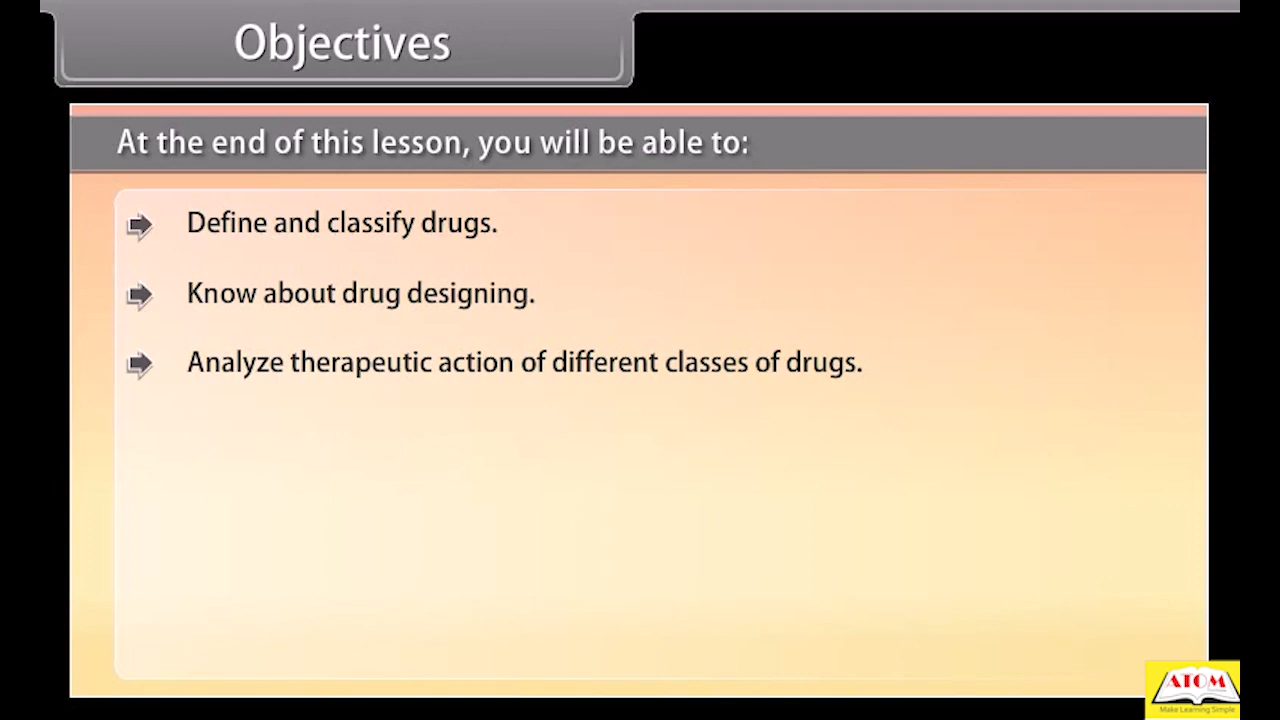 Objectives
At the end of this lesson, you will be able to:
Define and classify drugs.
Know about drug designing.
Analyze therapeutic action of different classes of drugs.
ATOM
Make Learning Simple